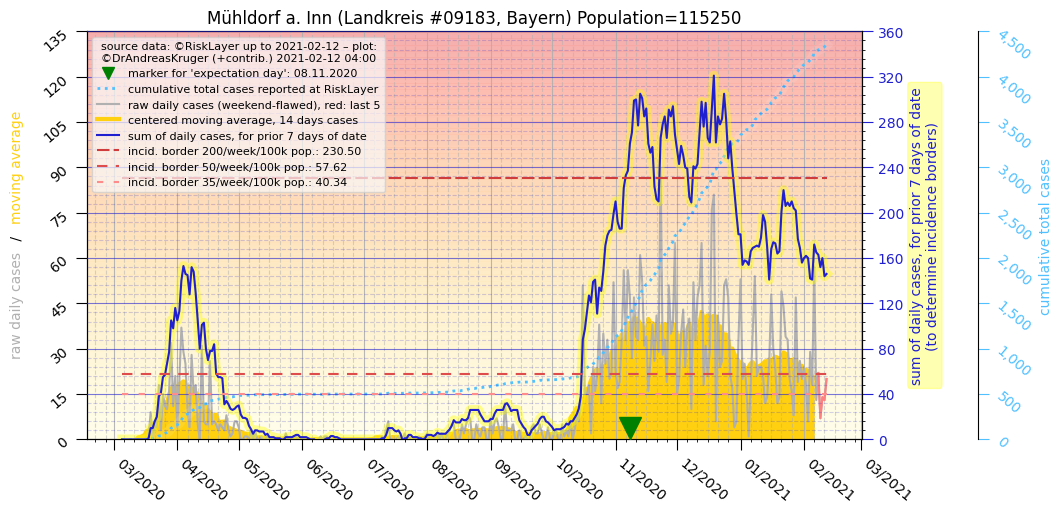 Mühldorf a. Inn (Landkreis #09183, Bayern) Population=115250
source data: ©RiskLayer up to 2021-02-12 – plot:
©DrAndreasKruger (+contrib.) 2021-02-12 04:00
marker for 'expectation day': 08.11.2020
cumulative total cases reported at RiskLayer
raw daily cases (weekend-flawed), red: last 5
centered moving average, 14 days cases
sum of daily cases, for prior 7 days of date
incid. border 200/week/100k pop.: 230.50
incid. border 50/week/100k pop.: 57.62
incid. border 35/week/100k pop.: 40.34
raw daily cases / moving average
135
120
105
90
75
60
45
30
15
0
03/2020
04/2020
05/2020
06/2020
07/2020
08/2020
09/2020
10/2020
11/2020
12/2020
01/2021
02/2021
03/2021
360
320
280
240
200
160
120
80
40
0
sum of daily cases, for prior 7 days of date
(to determine incidence borders)
4,500
4,000
3,500
3,000
2,500
2,000
1,500
1,000
500
0
cumulative total cases